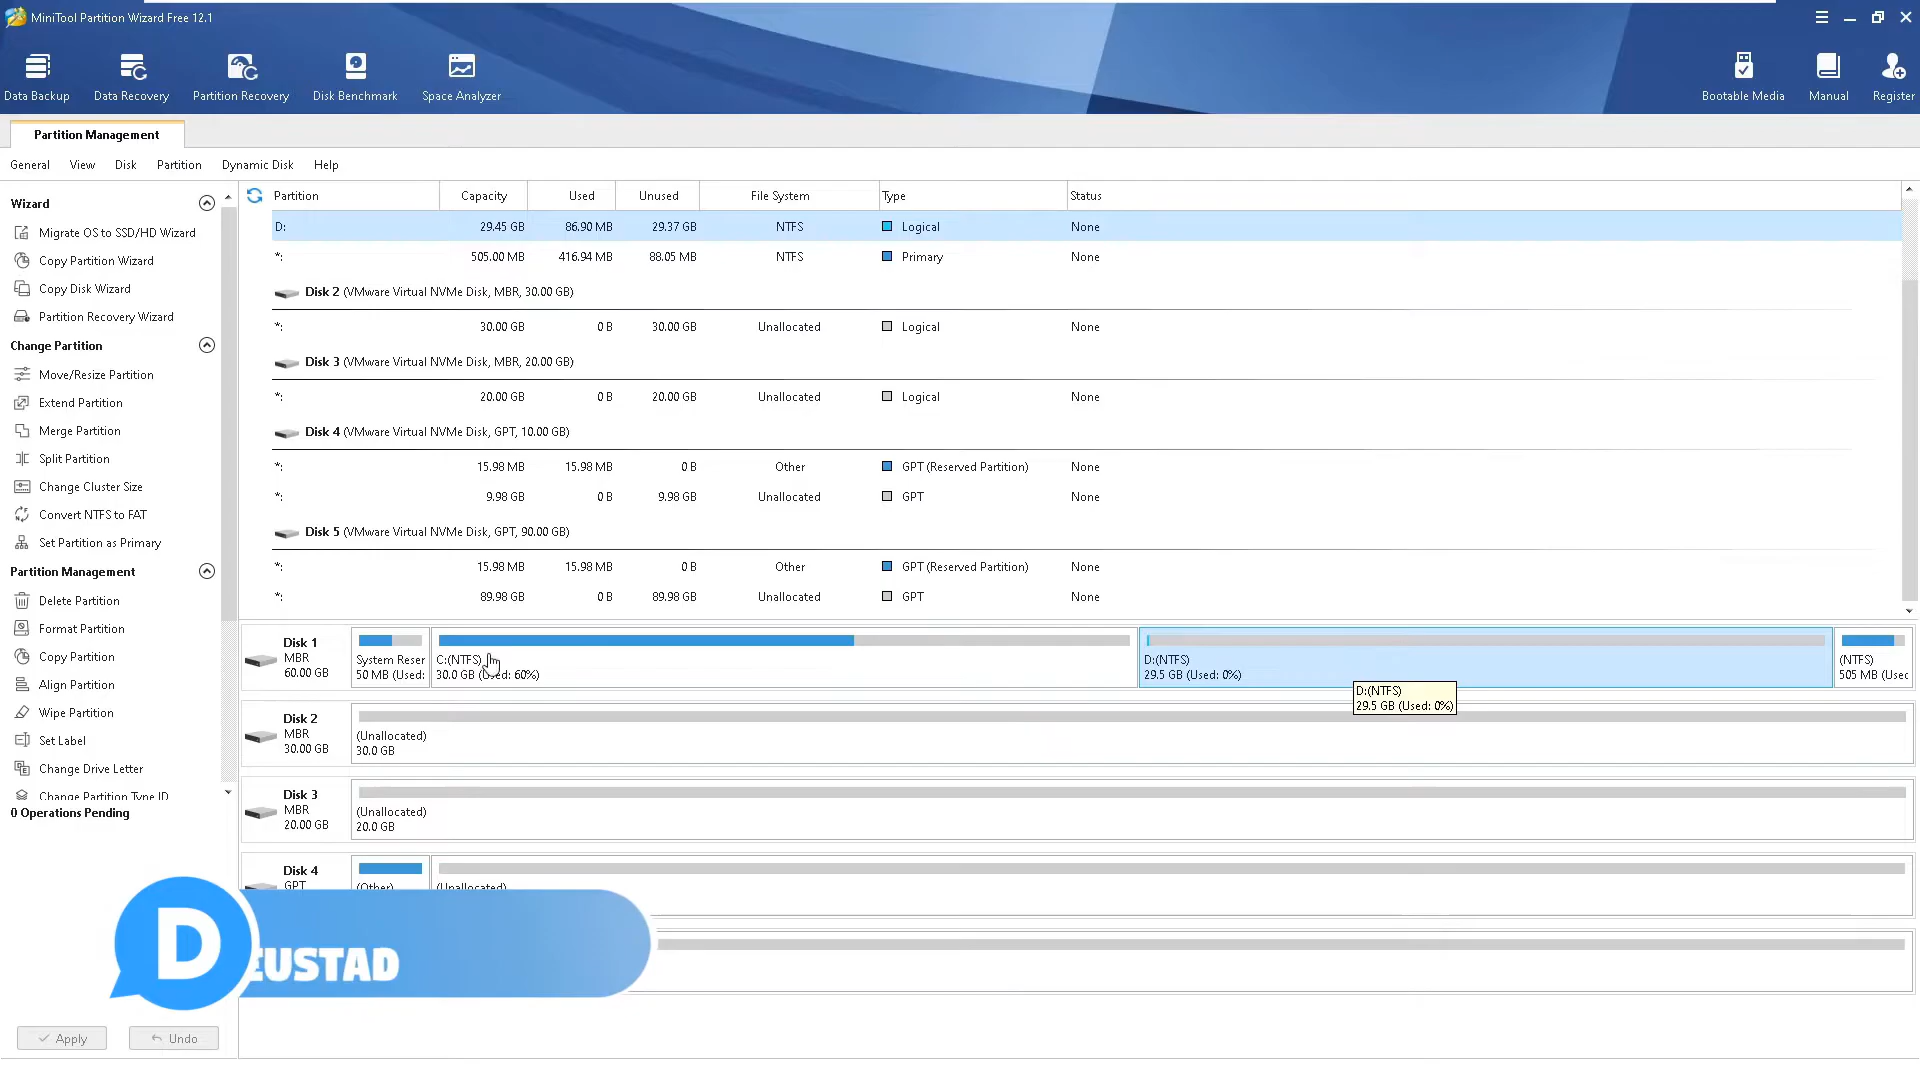 MiniTool Partition Wizard Free 12.1
Data Backup
Data Recovery
Partition Recovery
Disk Benchmark
Space Analyzer
Bootable Media
Manual
Register
Partition Management
General View Disk Partition Dynamic Disk Help
Wizard
Migrate OS to SSD/HD Wizard
Copy Partition Wizard
Copy Disk Wizard
Partition Recovery Wizard
Change Partition
Move/Resize Partition
Extend Partition
Merge Partition
Split Partition
Change Cluster Size
Convert NTFS to FAT
Set Partition as Primary
Partition Management
Delete Partition
Format Partition
Copy Partition
Align Partition
Wipe Partition
Set Label
Change Drive Letter
Change Partition Type ID
0 Operations Pending
Apply
Undo
Partition Capacity Used Unused File System Type Status
D: 29.45 GB 86.90 MB 29.37 GB NTFS Logical None
*: 505.00 MB 416.94 MB 88.05 MB NTFS Primary None
Disk 2 (VMware Virtual NVMe Disk, MBR, 30.00 GB)
*: 30.00 GB 0 B 30.00 GB Unallocated Logical None
Disk 3 (VMware Virtual NVMe Disk, MBR, 20.00 GB)
*: 20.00 GB 0 B 20.00 GB Unallocated Logical None
Disk 4 (VMware Virtual NVMe Disk, GPT, 10.00 GB)
*: 15.98 MB 15.98 MB 0 B Other GPT (Reserved Partition) None
*: 9.98 GB 0 B 9.98 GB Unallocated GPT None
Disk 5 (VMware Virtual NVMe Disk, GPT, 90.00 GB)
*: 15.98 MB 15.98 MB 0 B Other GPT (Reserved Partition) None
*: 89.98 GB 0 B 89.98 GB Unallocated GPT None
Disk 1
MBR
60.00 GB
System Reser
50 MB (Used:
C:(NTFS)
30.0 GB (Used: 60%)
D:(NTFS)
29.5 GB (Used: 0%)
(NTFS)
505 MB (Usec
D:(NTFS)
29.5 GB (Used: 0%)
Disk 2
MBR
30.00 GB
(Unallocated)
30.0 GB
Disk 3
MBR
20.00 GB
(Unallocated)
20.0 GB
Disk 4
GPT
(Other)
(Unallocated)
D
EUSTAD